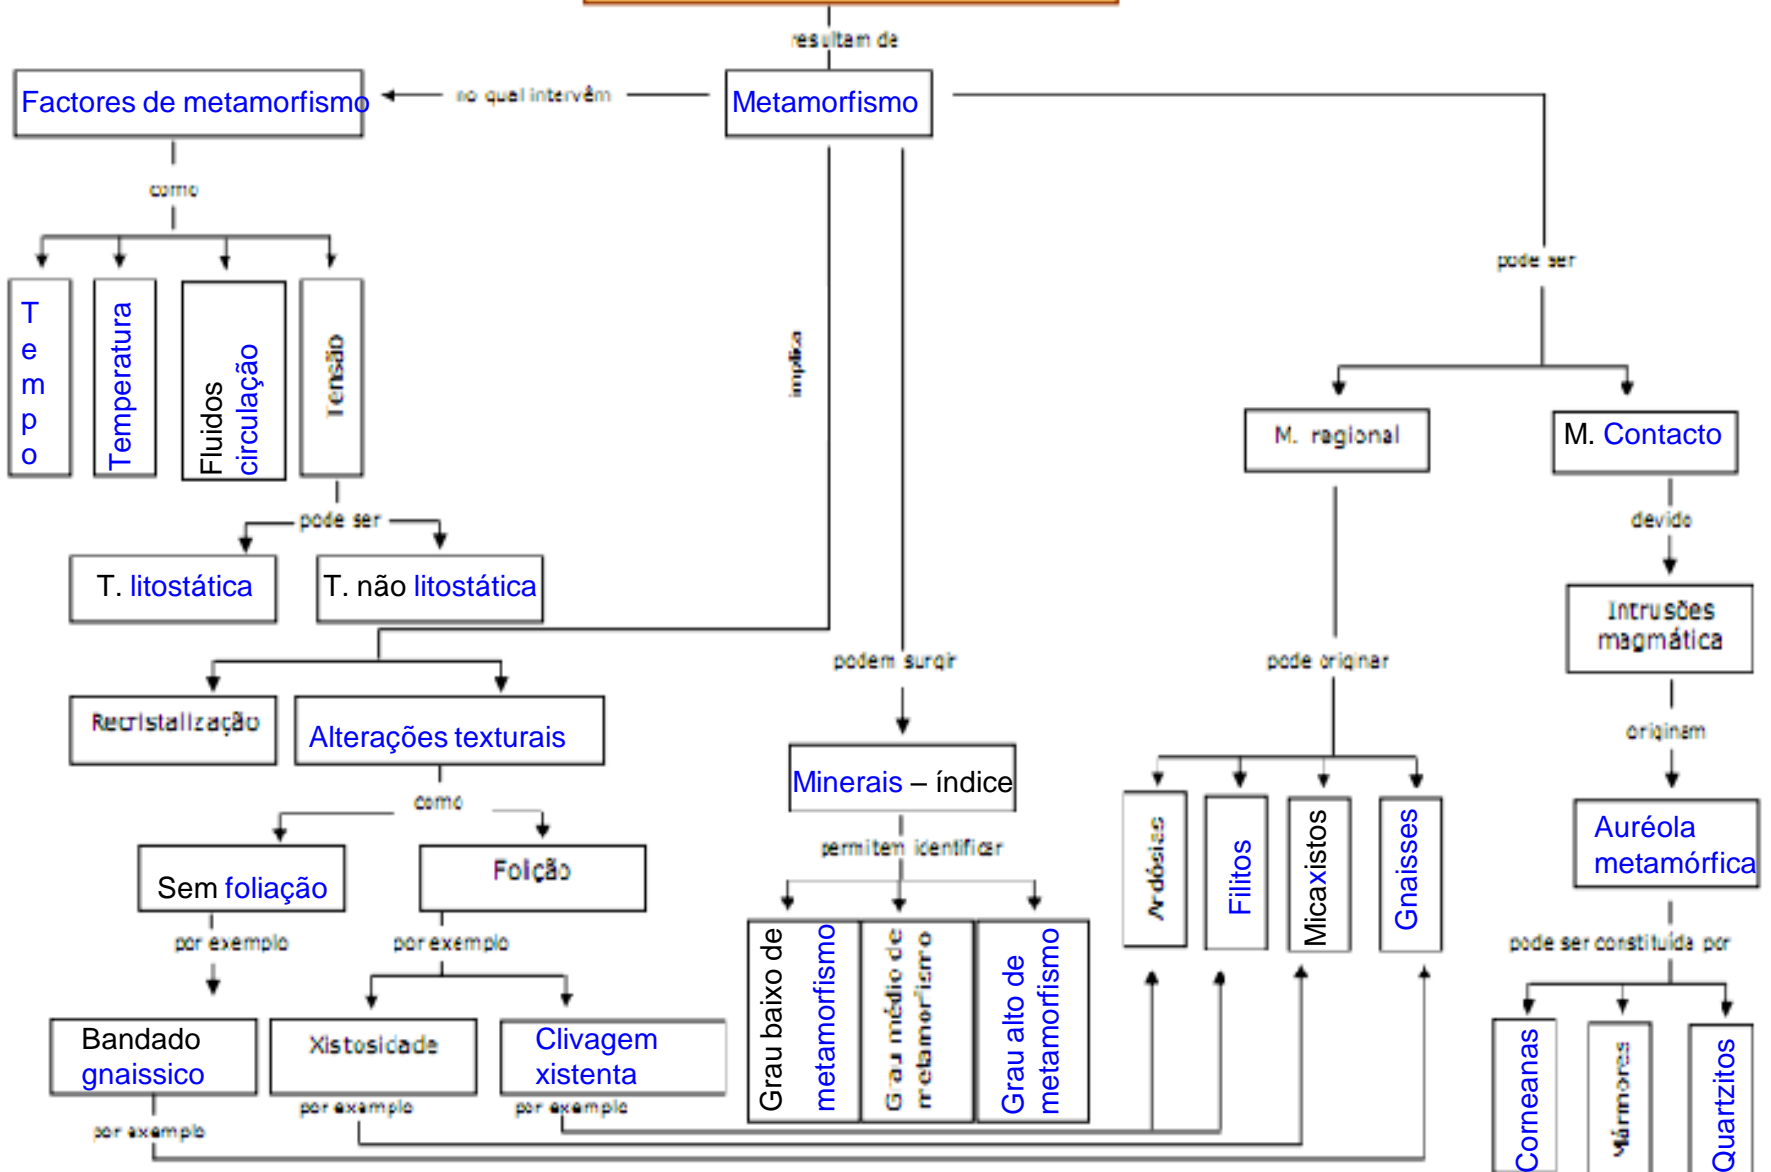 resultam de
Factores de metamorfismo
no qual intervêm
Metamorfismo
como
pode ser
T
e
m
p
o
Temperatura
Fluidos
circulação
Tensão
implica
M. regional
M. Contacto
pode ser
devido
T. litostática
T. não litostática
Intrusões
magmática
podem surgir
pode originar
Recristalização
Alterações texturais
originam
Minerais – índice
como
Auréola
metamórfica
permitem identificar
Sem foliação
Folição
Ardósias
Filitos
Micaxistos
Gnaisses
por exemplo
por exemplo
pode ser constituida por
Grau baixo de
metamorfismo
Grau médio de
metamorfismo
Grau alto de
metamorfismo
Bandado
gnaissico
Xistosidade
Clivagem
xistenta
Corneanas
Mármores
Quartzitos
por exemplo
por exemplo
por exemplo